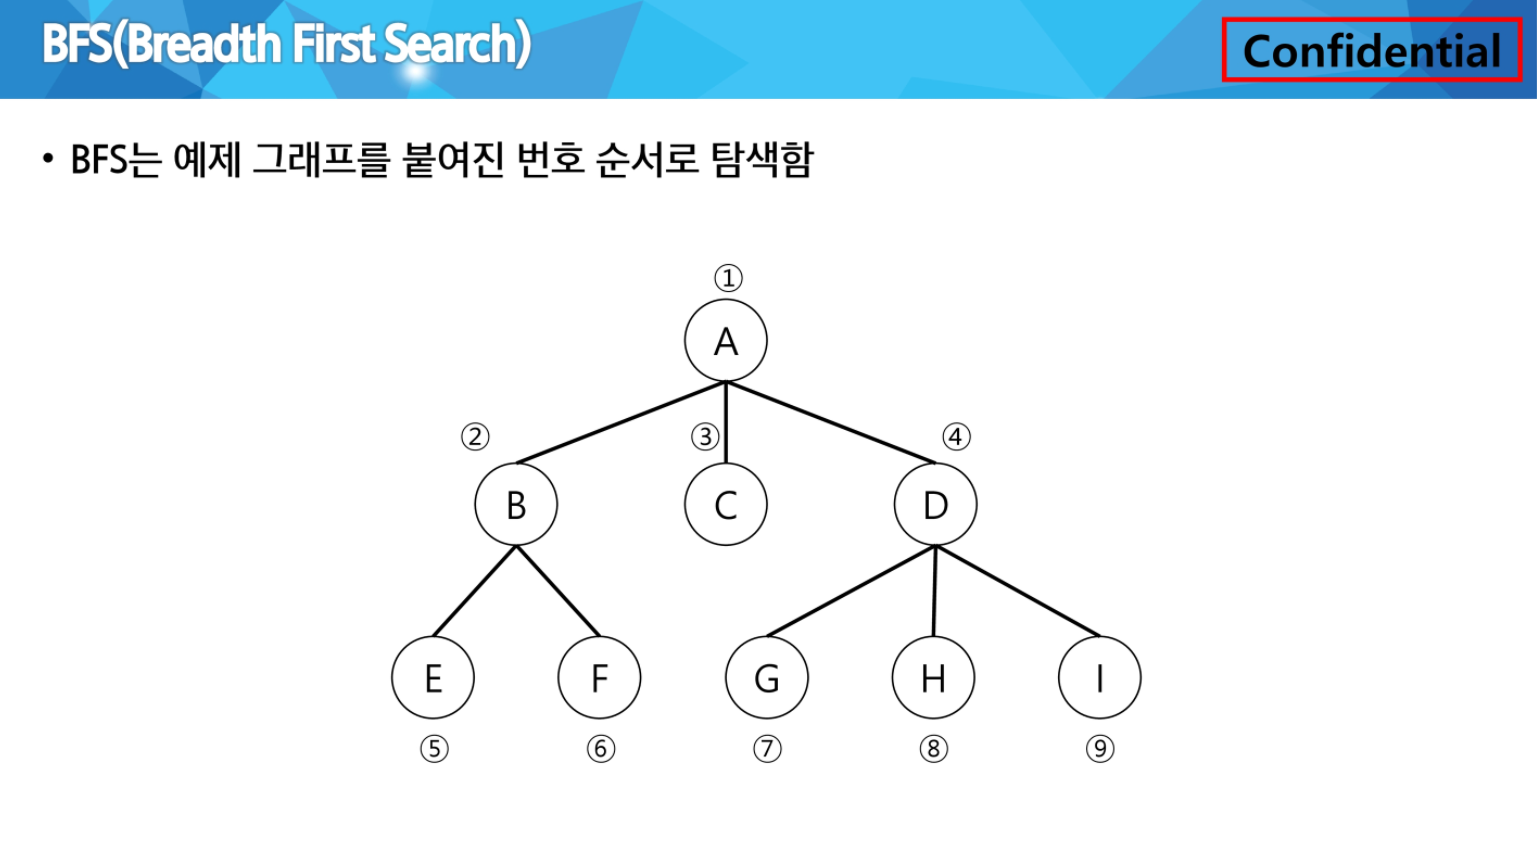 BFS(Breadth First Search)
Confidential
• BFS는 예제 그래프를 붙여진 번호 순서로 탐색함
①
A
② ③ ④
B C D
E F G H I
⑤ ⑥ ⑦ ⑧ ⑨